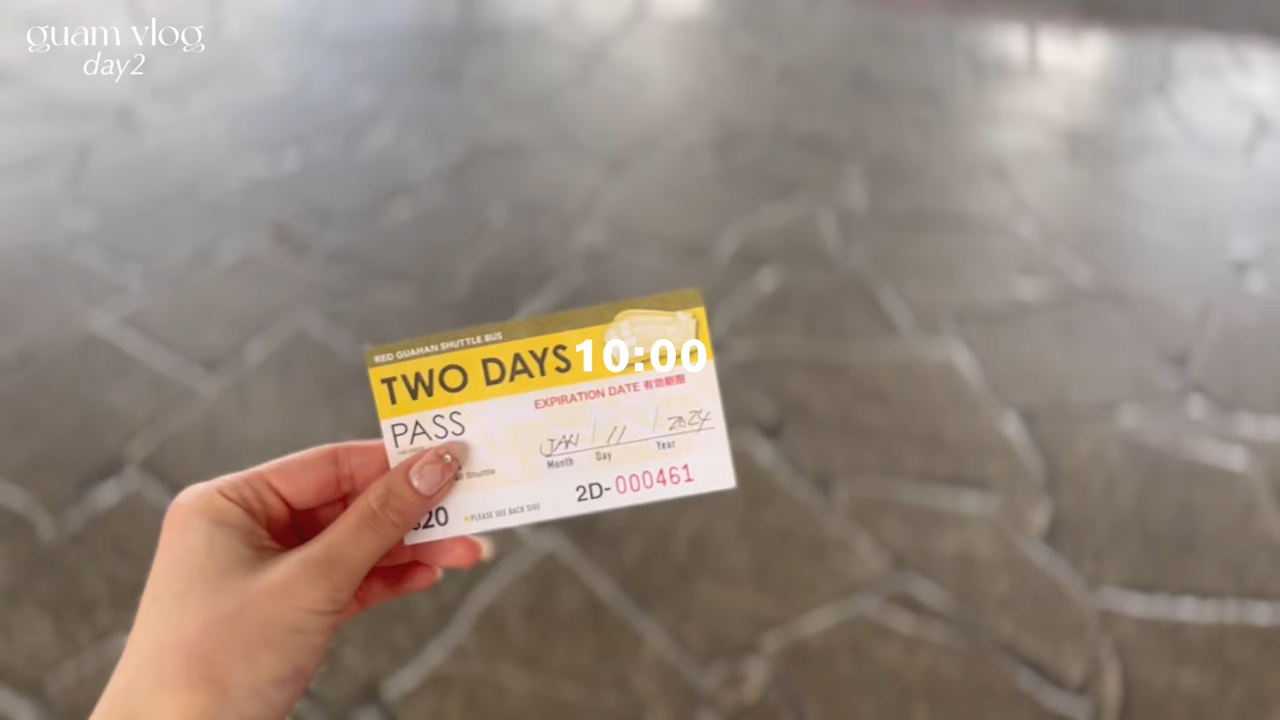 guam vlog
day2
RED GUAHAN SHUTTLE BUS
TWO DAYS
10:00
PASS
EXPIRATION DATE 有効期限
JAN 11 2024
Month Day Year
Shuttle
2D-000461
$20
PLEASE SEE BACK SIDE